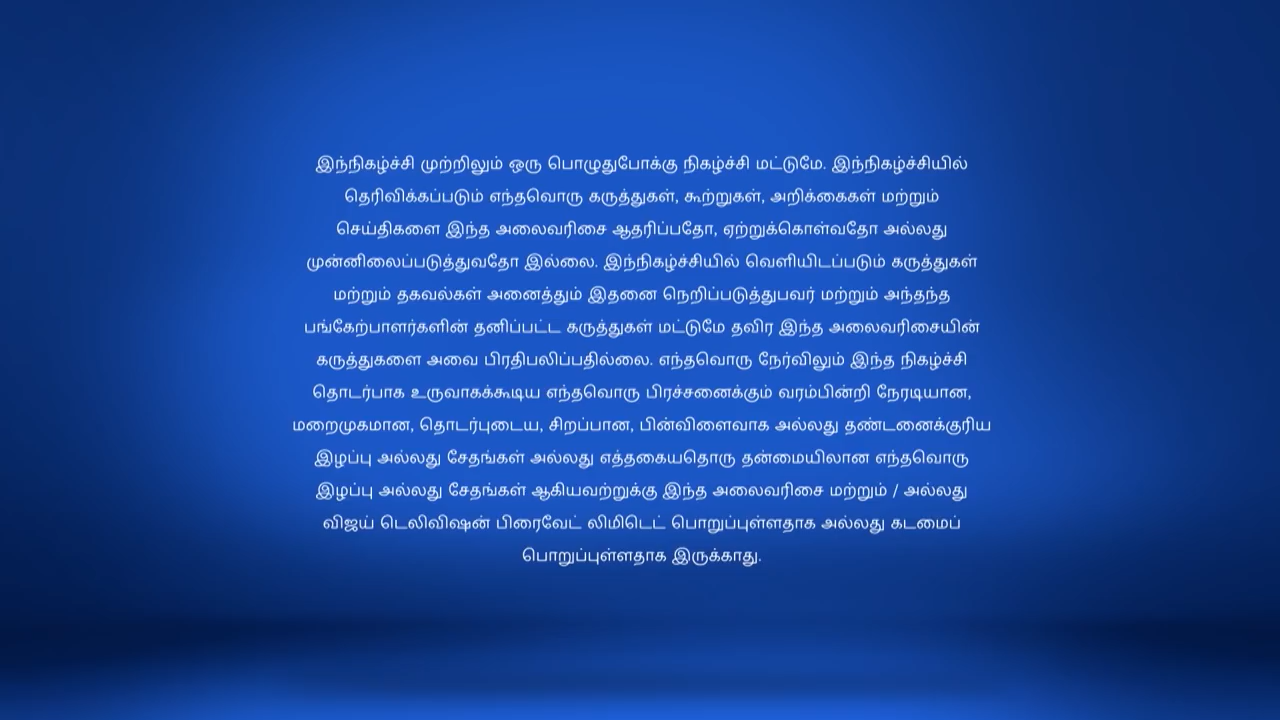 இந்நிகழ்ச்சி முற்றிலும் ஒரு பொழுதுபோக்கு நிகழ்ச்சி மட்டுமே. இந்நிகழ்ச்சியில்
தெரிவிக்கப்படும் எந்தவொரு கருத்துகள், கூற்றுகள், அறிக்கைகள் மற்றும்
செய்திகளை இந்த அலைவரிசை ஆதரிப்பதோ, ஏற்றுக்கொள்வதோ அல்லது
முன்னிலைப்படுத்துவதோ இல்லை. இந்நிகழ்ச்சியில் வெளியிடப்படும் கருத்துகள்
மற்றும் தகவல்கள் அனைத்தும் இதனை நெறிப்படுத்துபவர் மற்றும் அந்தந்த
பங்கேற்பாளர்களின் தனிப்பட்ட கருத்துகள் மட்டுமே தவிர இந்த அலைவரிசையின்
கருத்துகளை அவை பிரதிபலிப்பதில்லை. எந்தவொரு நேர்விலும் இந்த நிகழ்ச்சி
தொடர்பாக உருவாகக்கூடிய எந்தவொரு பிரச்சனைக்கும் வரம்பின்றி நேரடியான,
மறைமுகமான, தொடர்புடைய, சிறப்பான, பின்விளைவாக அல்லது தண்டனைக்குரிய
இழப்பு அல்லது சேதங்கள் அல்லது எத்தகையதொரு தன்மையிலான எந்தவொரு
இழப்பு அல்லது சேதங்கள் ஆகியவற்றுக்கு இந்த அலைவரிசை மற்றும் / அல்லது
விஜய் டெலிவிஷன் பிரைவேட் லிமிடெட் பொறுப்புள்ளதாக அல்லது கடமைப்
பொறுப்புள்ளதாக இருக்காது.